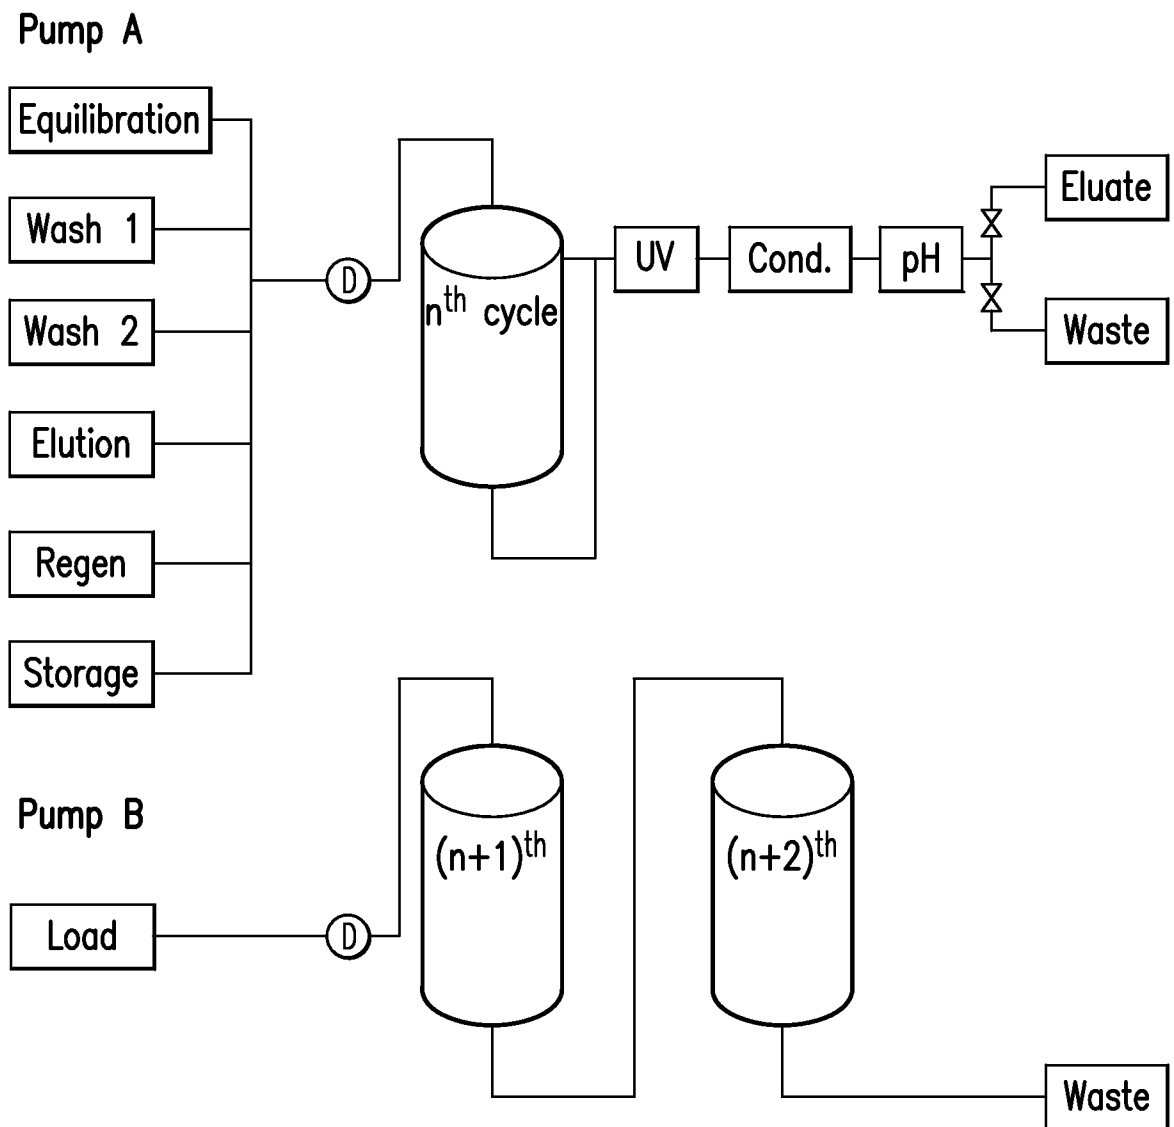 Pump A
Equilibration
Wash 1
Wash 2
Elution
Regen
Storage
D
nth cycle
UV
Cond.
pH
Eluate
Waste
Pump B
Load
D
(n+1)th
(n+2)th
Waste